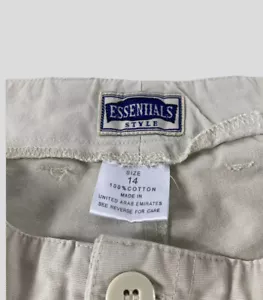 ESSENTIALS
STYLE
SIZE
14
100% COTTON
MADE IN
UNITED ARAB EMIRATES
SEE REVERSE FOR CARE